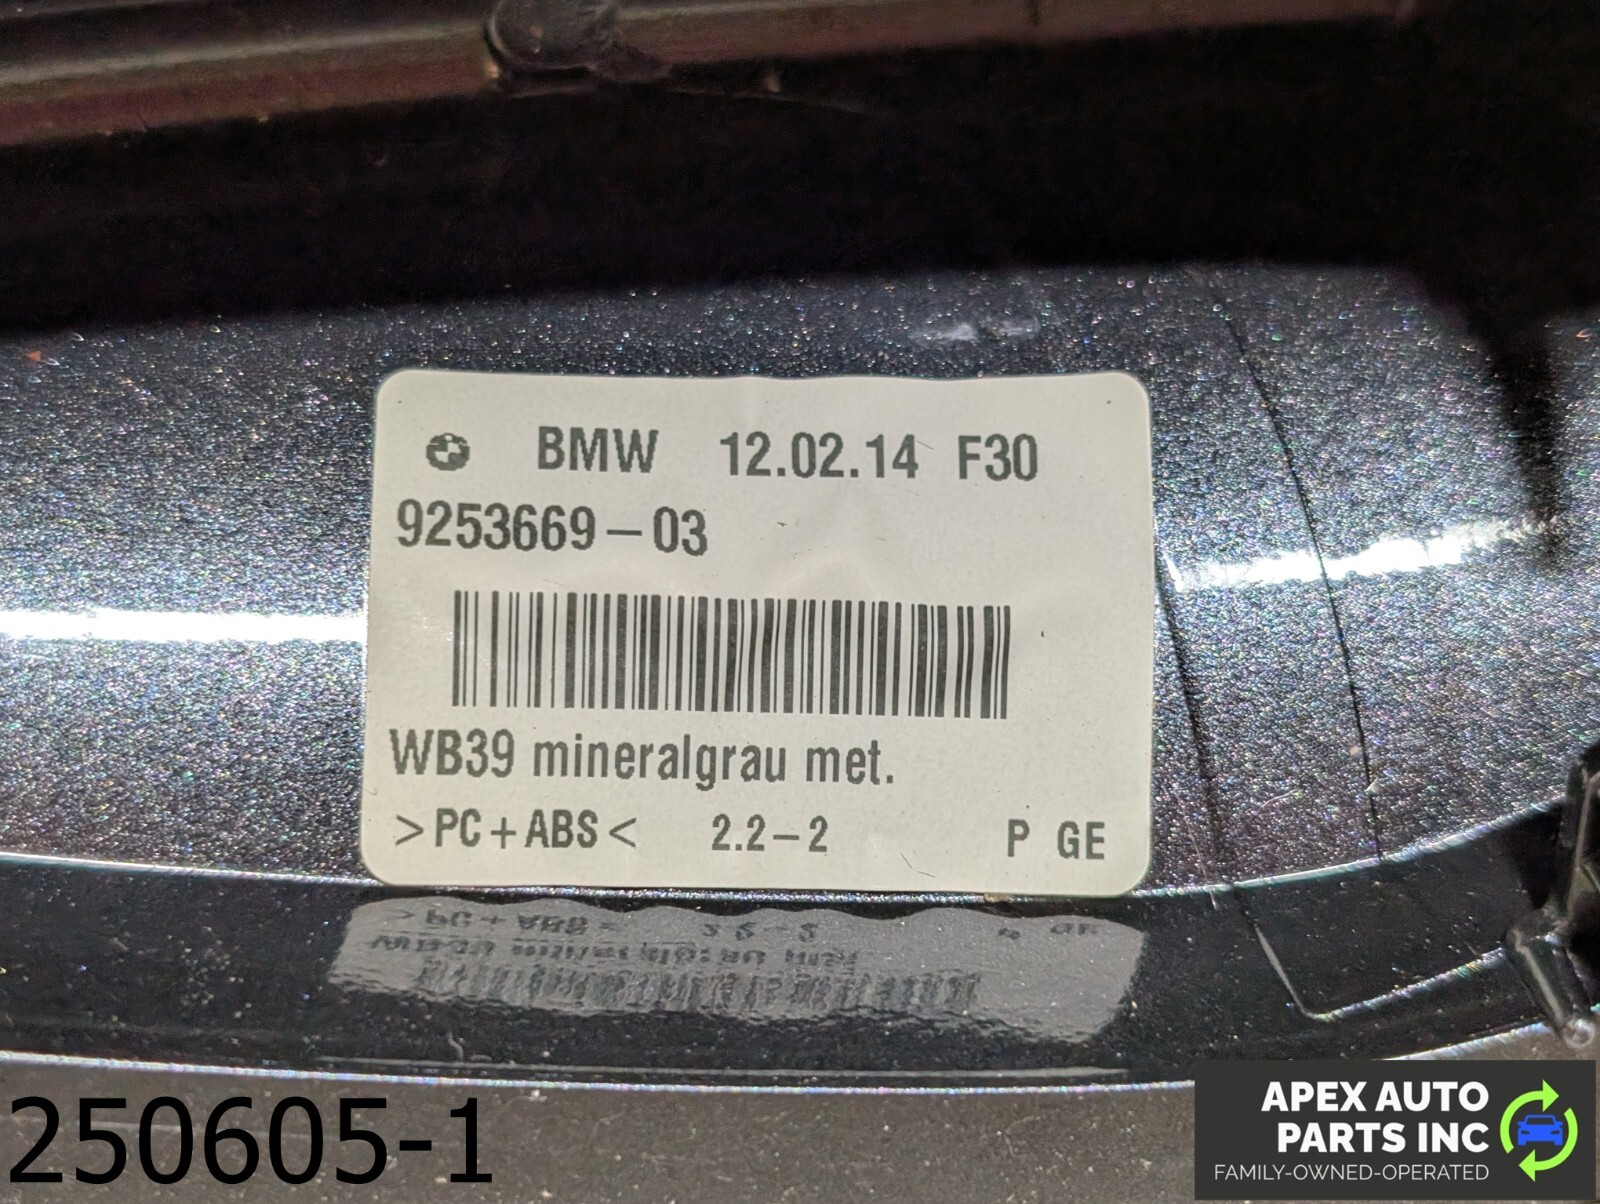 BMW 12.02.14 F30
9253669-03
WB39 mineralgrau met.
>PC+ABS< 2.2-2 P GE
250605-1
APEX AUTO
PARTS INC
FAMILY-OWNED-OPERATED